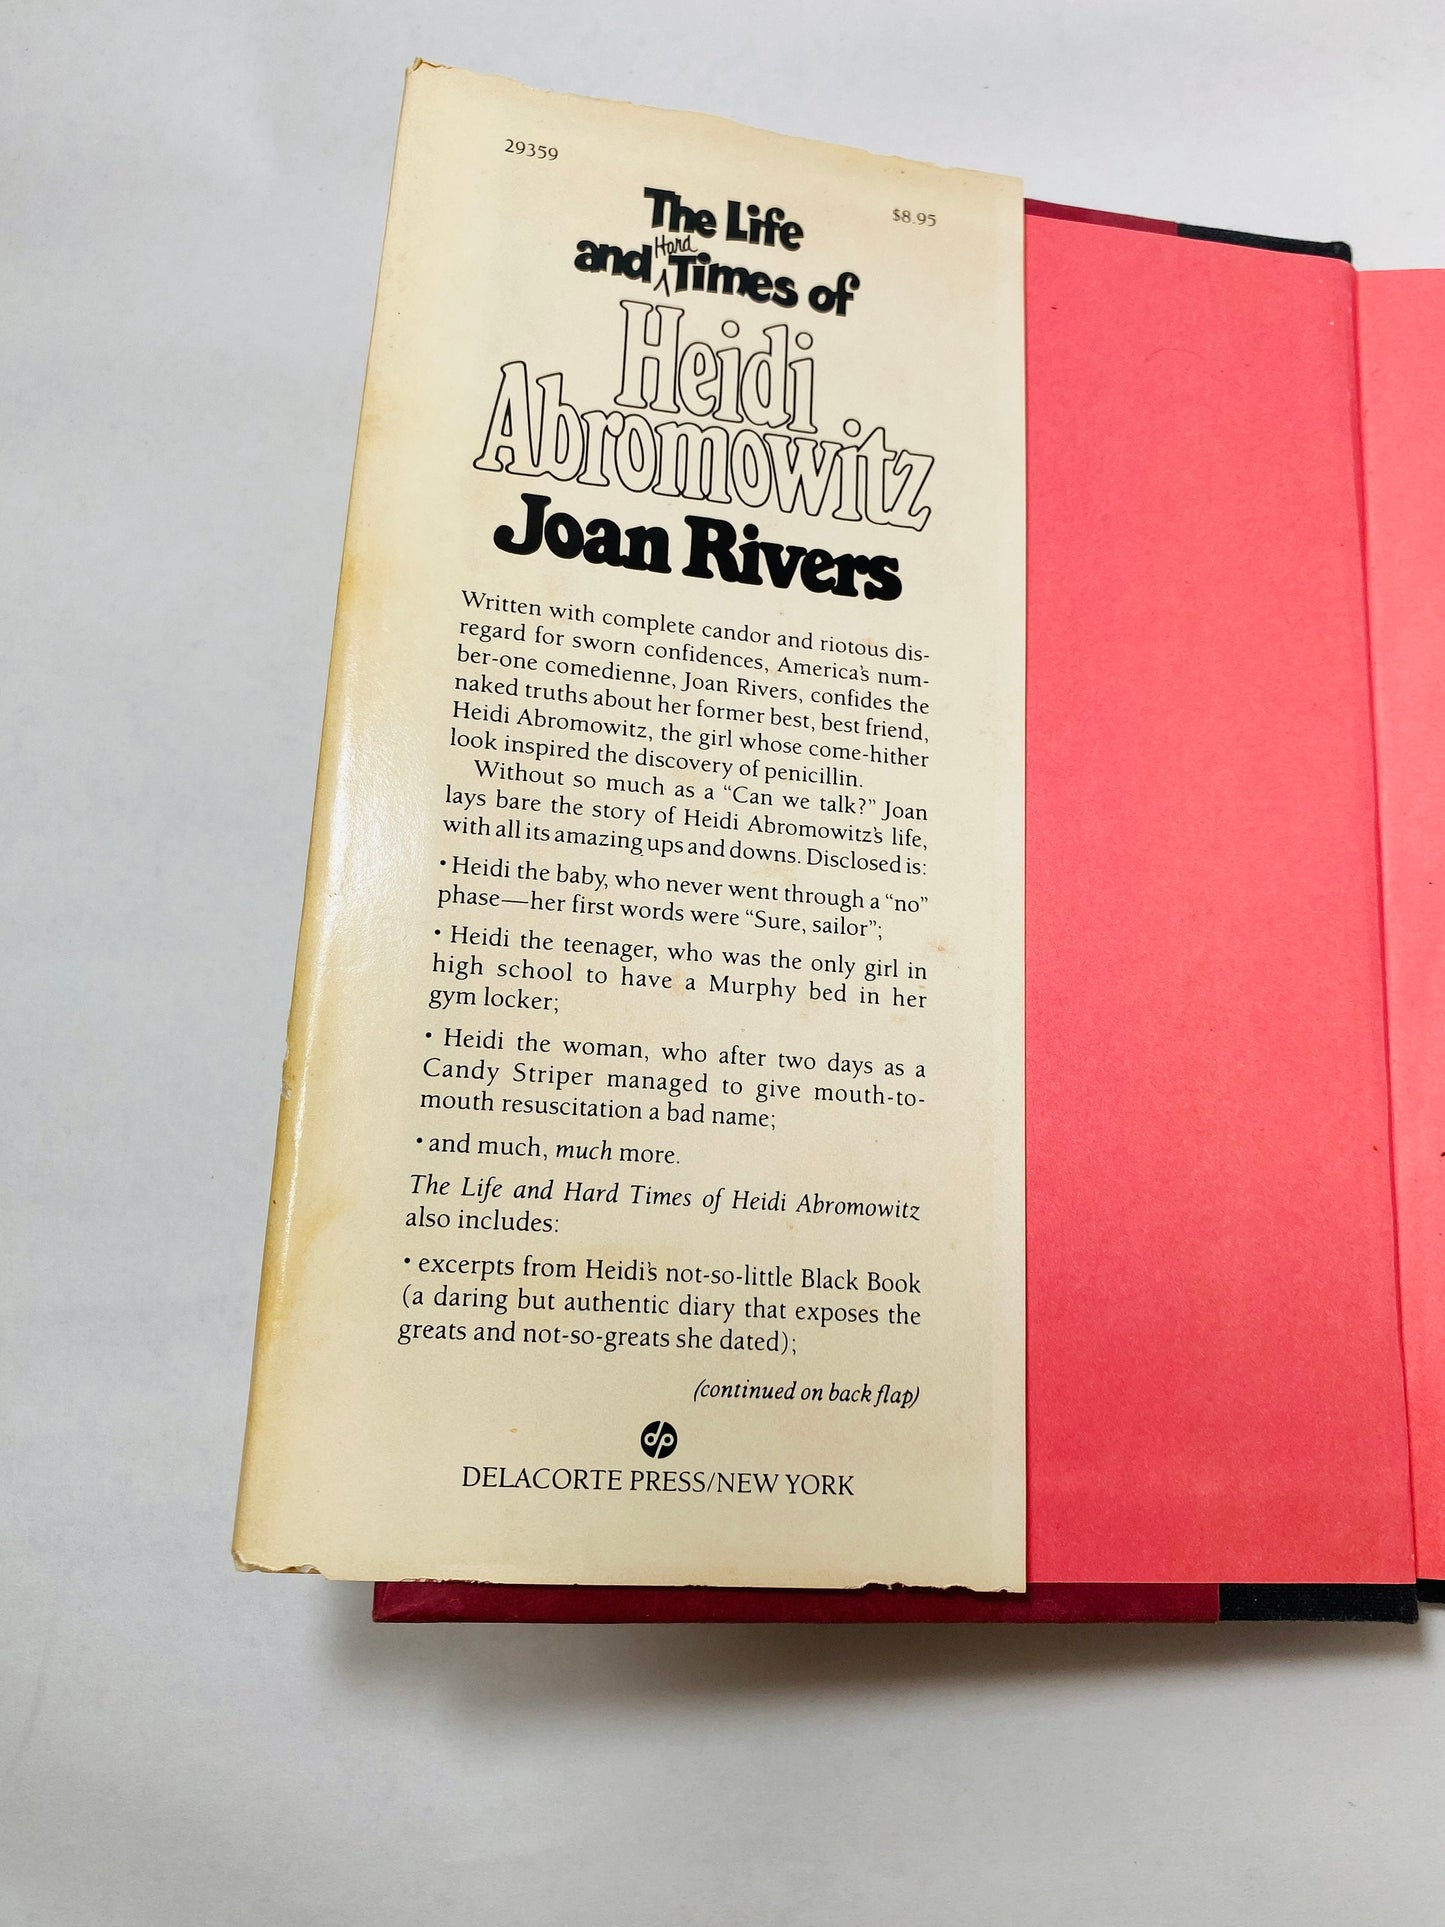 29359
$8.95
The Life
and Hard Times of
Heidi
Abromowitz
Joan Rivers
Written with complete candor and riotous dis-
regard for sworn confidences, America's num-
ber-one comedienne, Joan Rivers, confides the
naked truths about her former best, best friend,
Heidi Abromowitz, the girl whose come-hither
look inspired the discovery of penicillin.
Without so much as a "Can we talk?" Joan
lays bare the story of Heidi Abromowitz's life,
with all its amazing ups and downs. Disclosed is:
• Heidi the baby, who never went through a "no"
phase—her first words were "Sure, sailor";
• Heidi the teenager, who was the only girl in
high school to have a Murphy bed in her
gym locker;
• Heidi the woman, who after two days as a
Candy Striper managed to give mouth-to-
mouth resuscitation a bad name;
• and much, much more.
The Life and Hard Times of Heidi Abromowitz
also includes:
• excerpts from Heidi's not-so-little Black Book
(a daring but authentic diary that exposes the
greats and not-so-greats she dated);
(continued on back flap)
dp
DELACORTE PRESS/NEW YORK